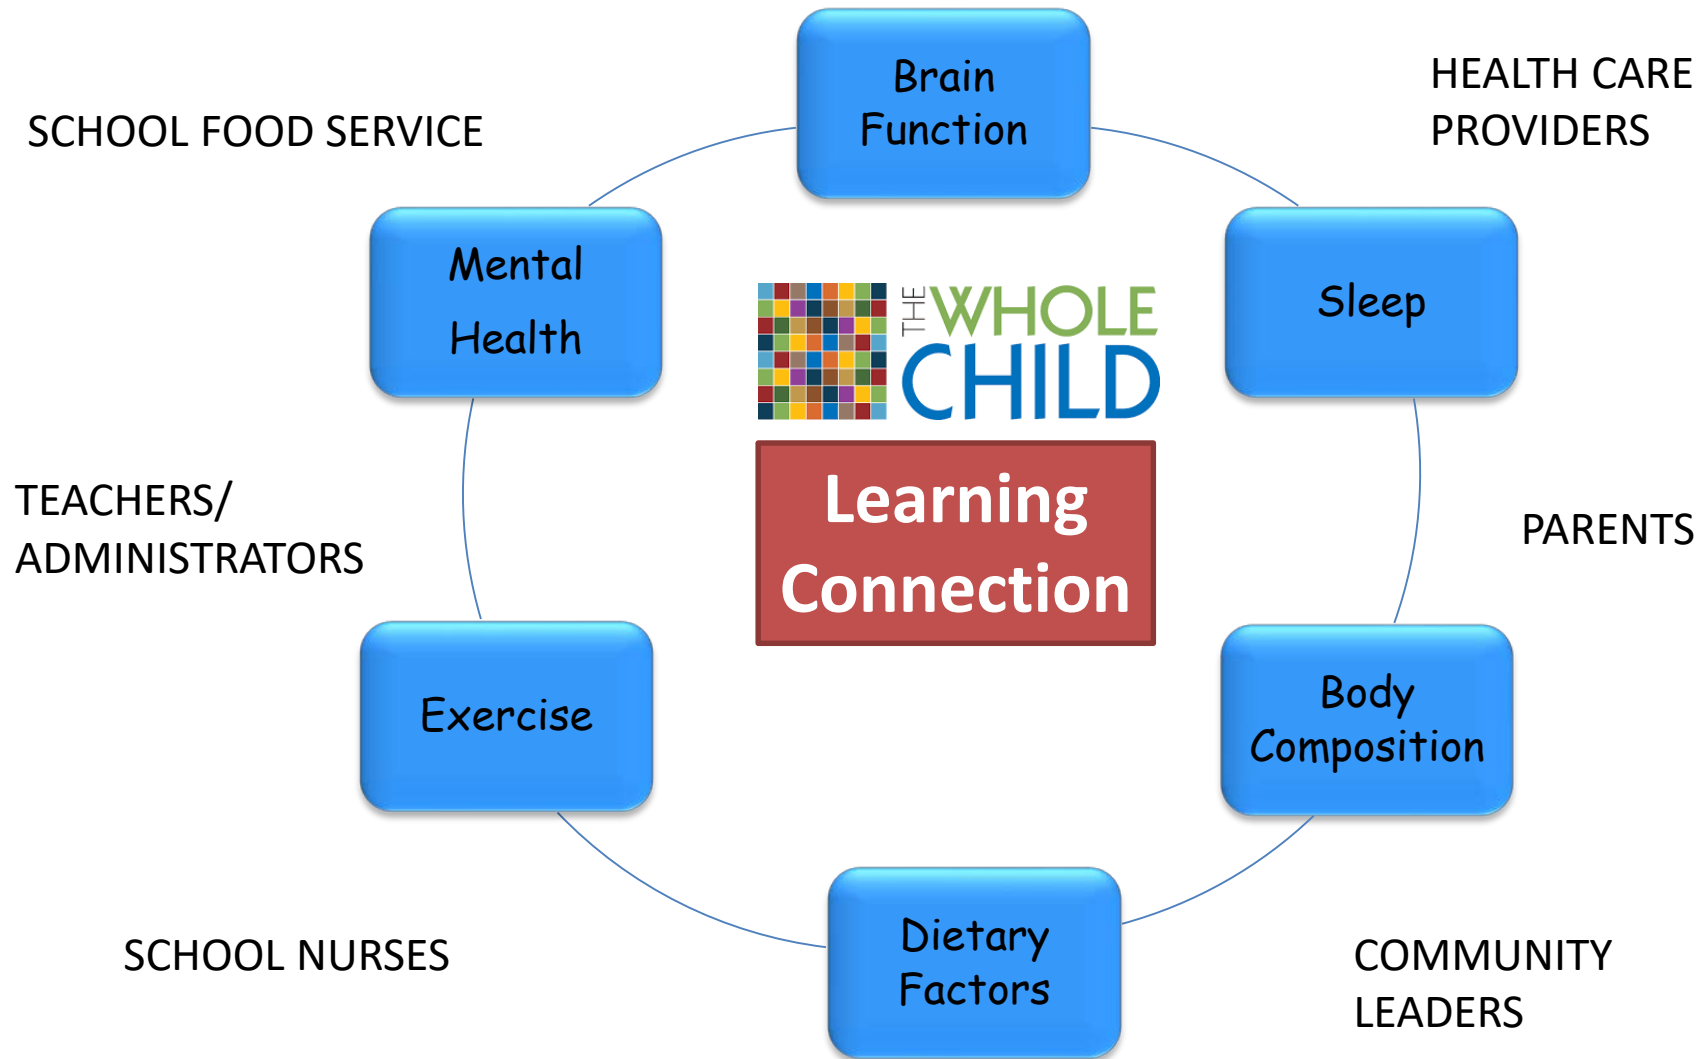 Brain
Function
HEALTH CARE
PROVIDERS
SCHOOL FOOD SERVICE
Mental
Health
THE WHOLE
CHILD
Sleep
Learning
Connection
TEACHERS/
ADMINISTRATORS
PARENTS
Exercise
Body
Composition
Dietary
Factors
SCHOOL NURSES
COMMUNITY
LEADERS